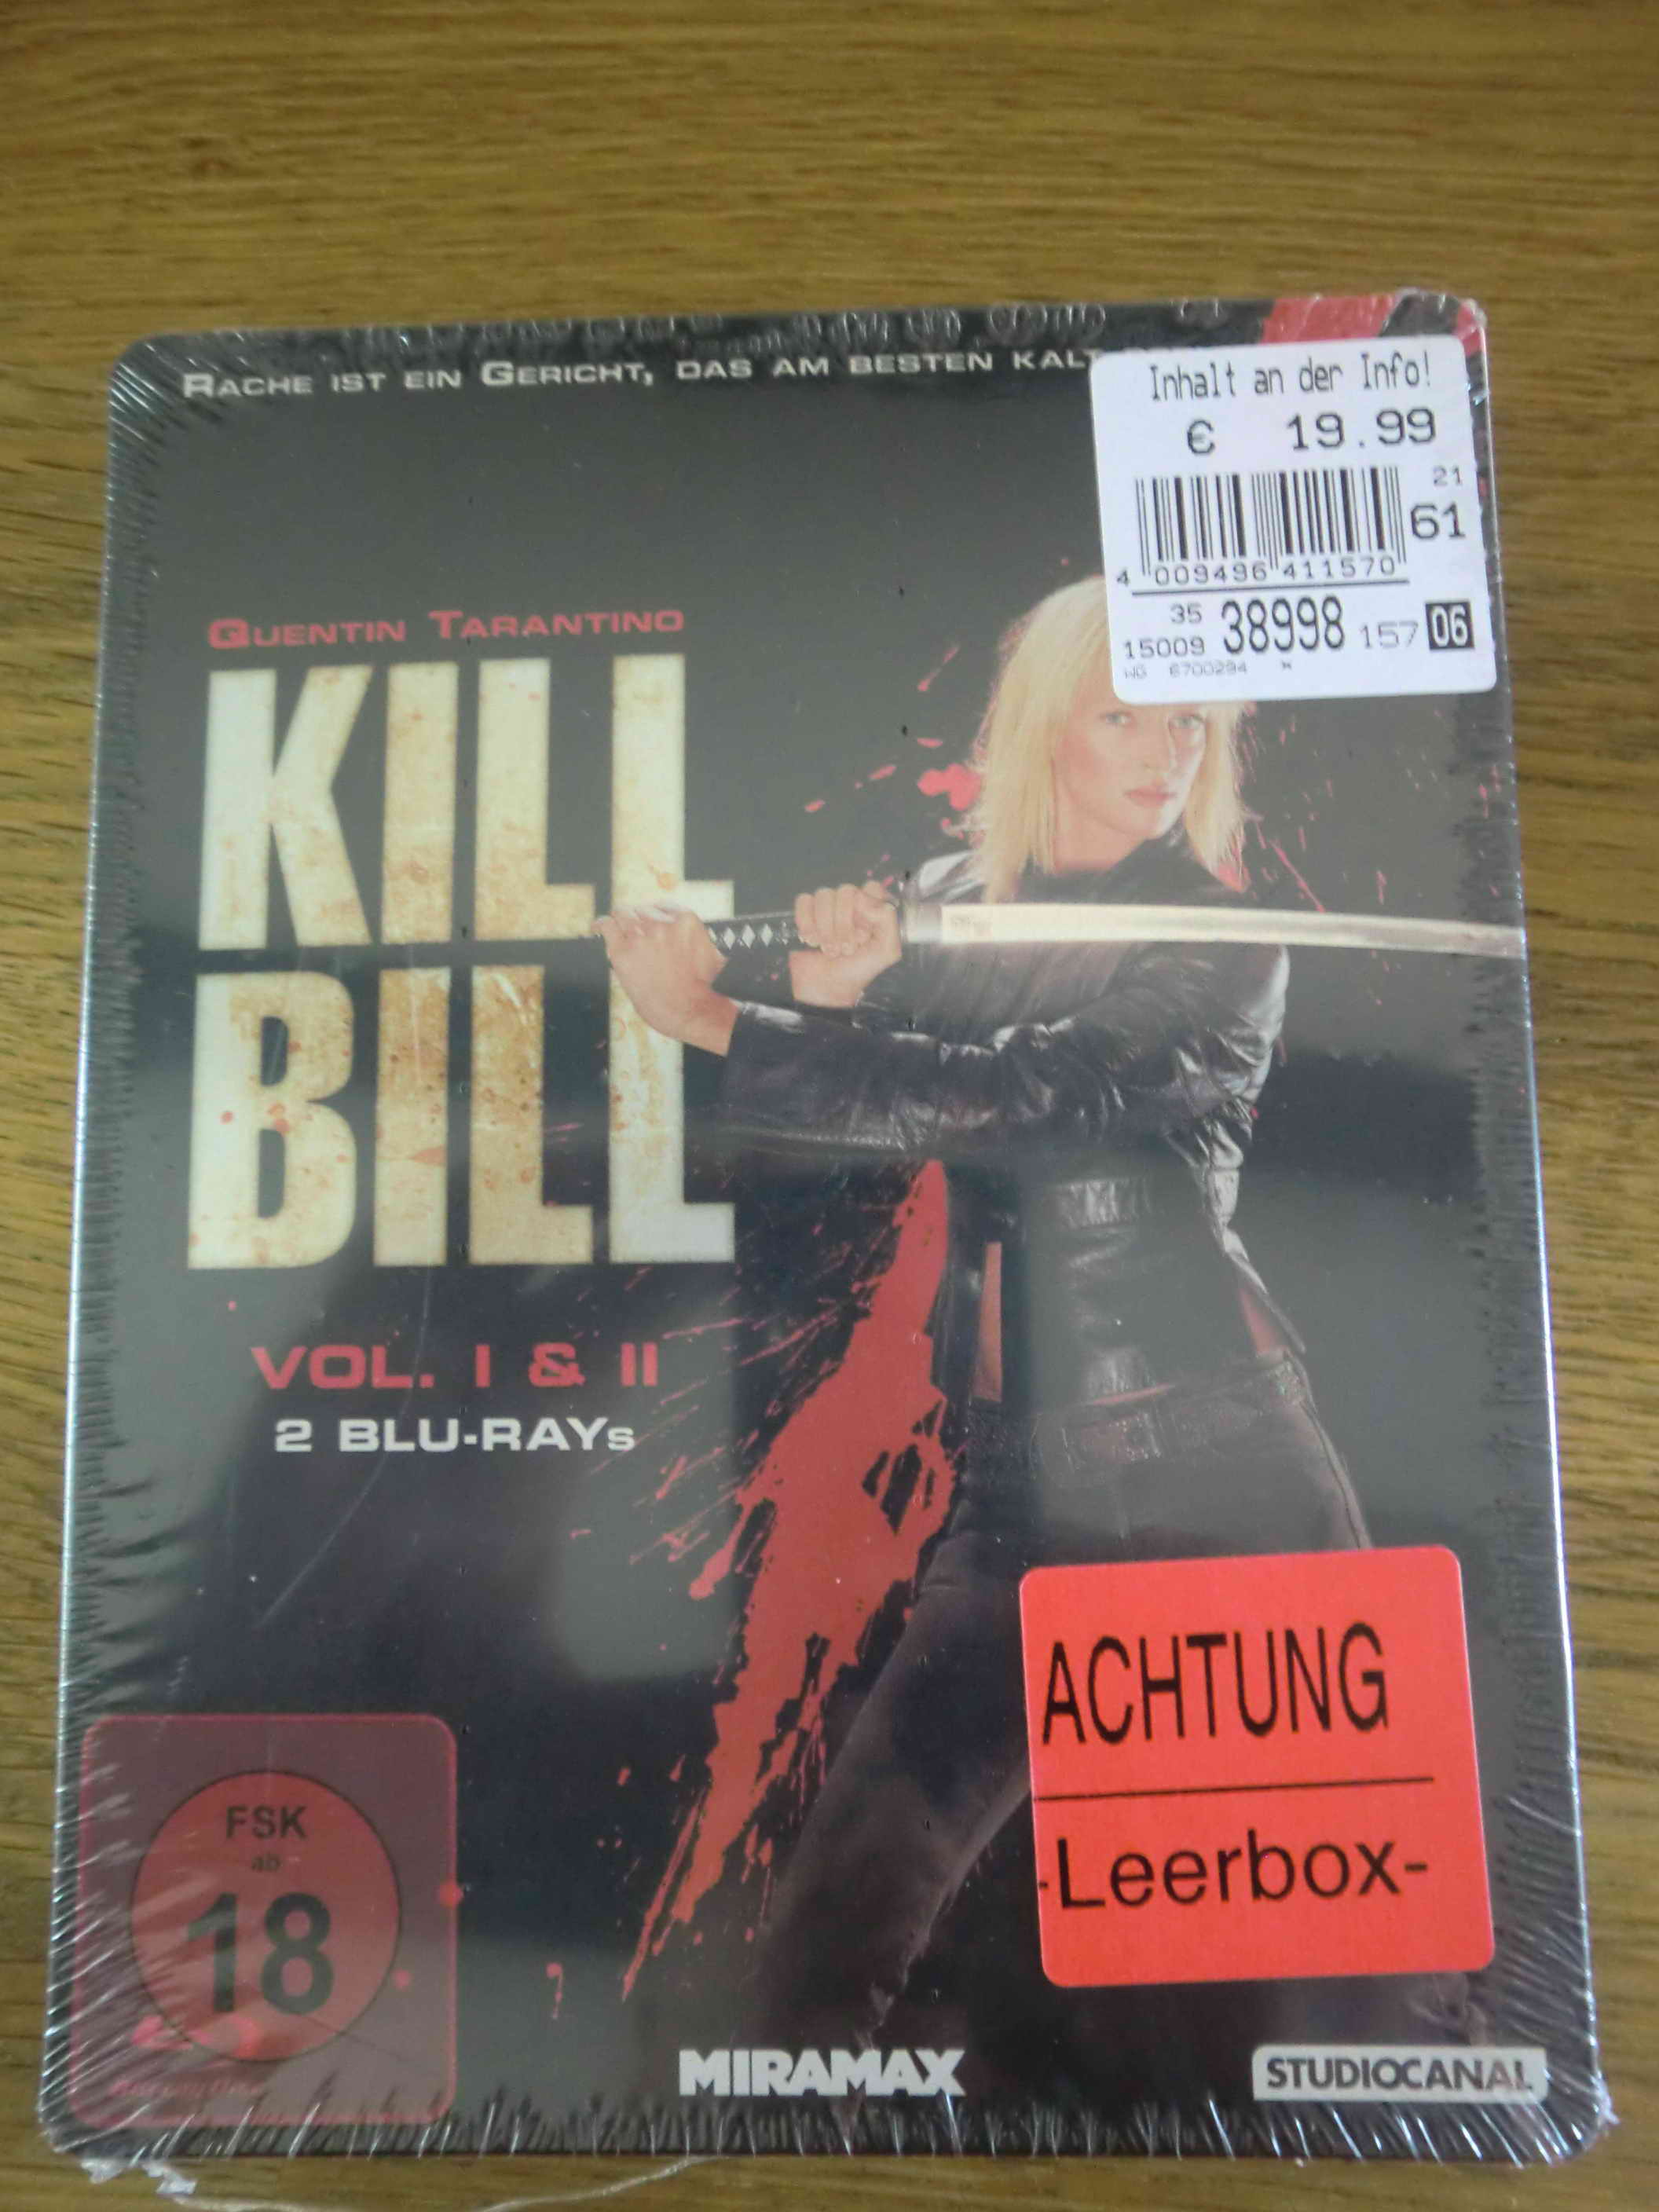 RACHE IST EIN GERICHT, DAS AM BESTEN KALT
Inhalt an der Info!
€ 19.99
21
61
4 009496 411570
35
15009 38998 157 06
WG 6700294
QUENTIN TARANTINO
KILL
BILL
VOL. I & II
2 BLU-RAYs
ACHTUNG
-Leerbox-
FSK
ab
18
MIRAMAX
STUDIOCANAL